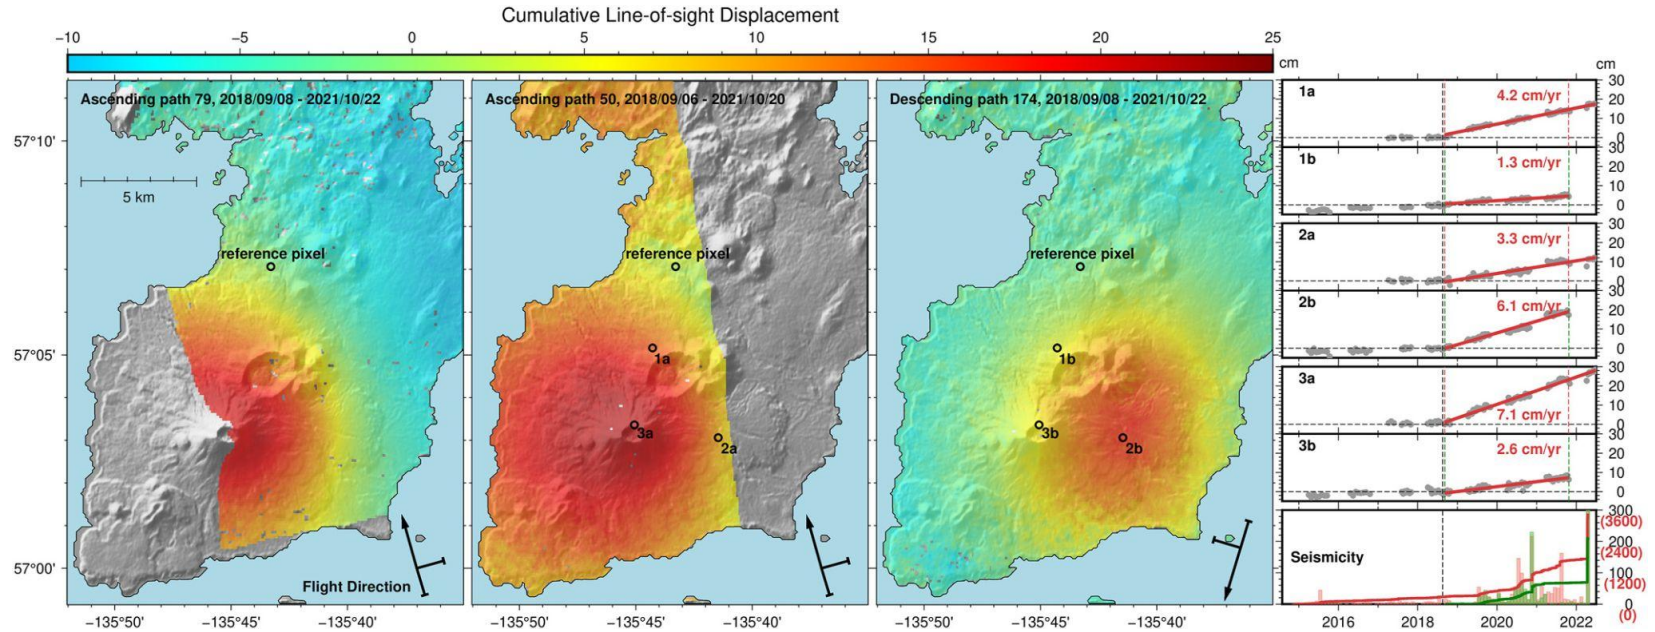 Cumulative Line-of-sight Displacement
−10 −5 0 5 10 15 20 25
cm cm
Ascending path 79, 2018/09/08 - 2021/10/22
Ascending path 50, 2018/09/06 - 2021/10/20
Descending path 174, 2018/09/08 - 2021/10/22
57°10'
57°05'
57°00'
5 km
reference pixel
Flight Direction
reference pixel
1a
3a
2a
reference pixel
1b
3b
2b
−135°50' −135°45' −135°40'
−135°50' −135°45' −135°40'
−135°50' −135°45' −135°40'
1a 4.2 cm/yr
30
20
10
0
1b 1.3 cm/yr
30
20
10
0
2a 3.3 cm/yr
30
20
10
0
2b 6.1 cm/yr
30
20
10
0
3a 7.1 cm/yr
30
20
10
0
3b 2.6 cm/yr
30
20
10
0
Seismicity
300
(3600)
200
(2400)
100
(1200)
0
(0)
2016 2018 2020 2022